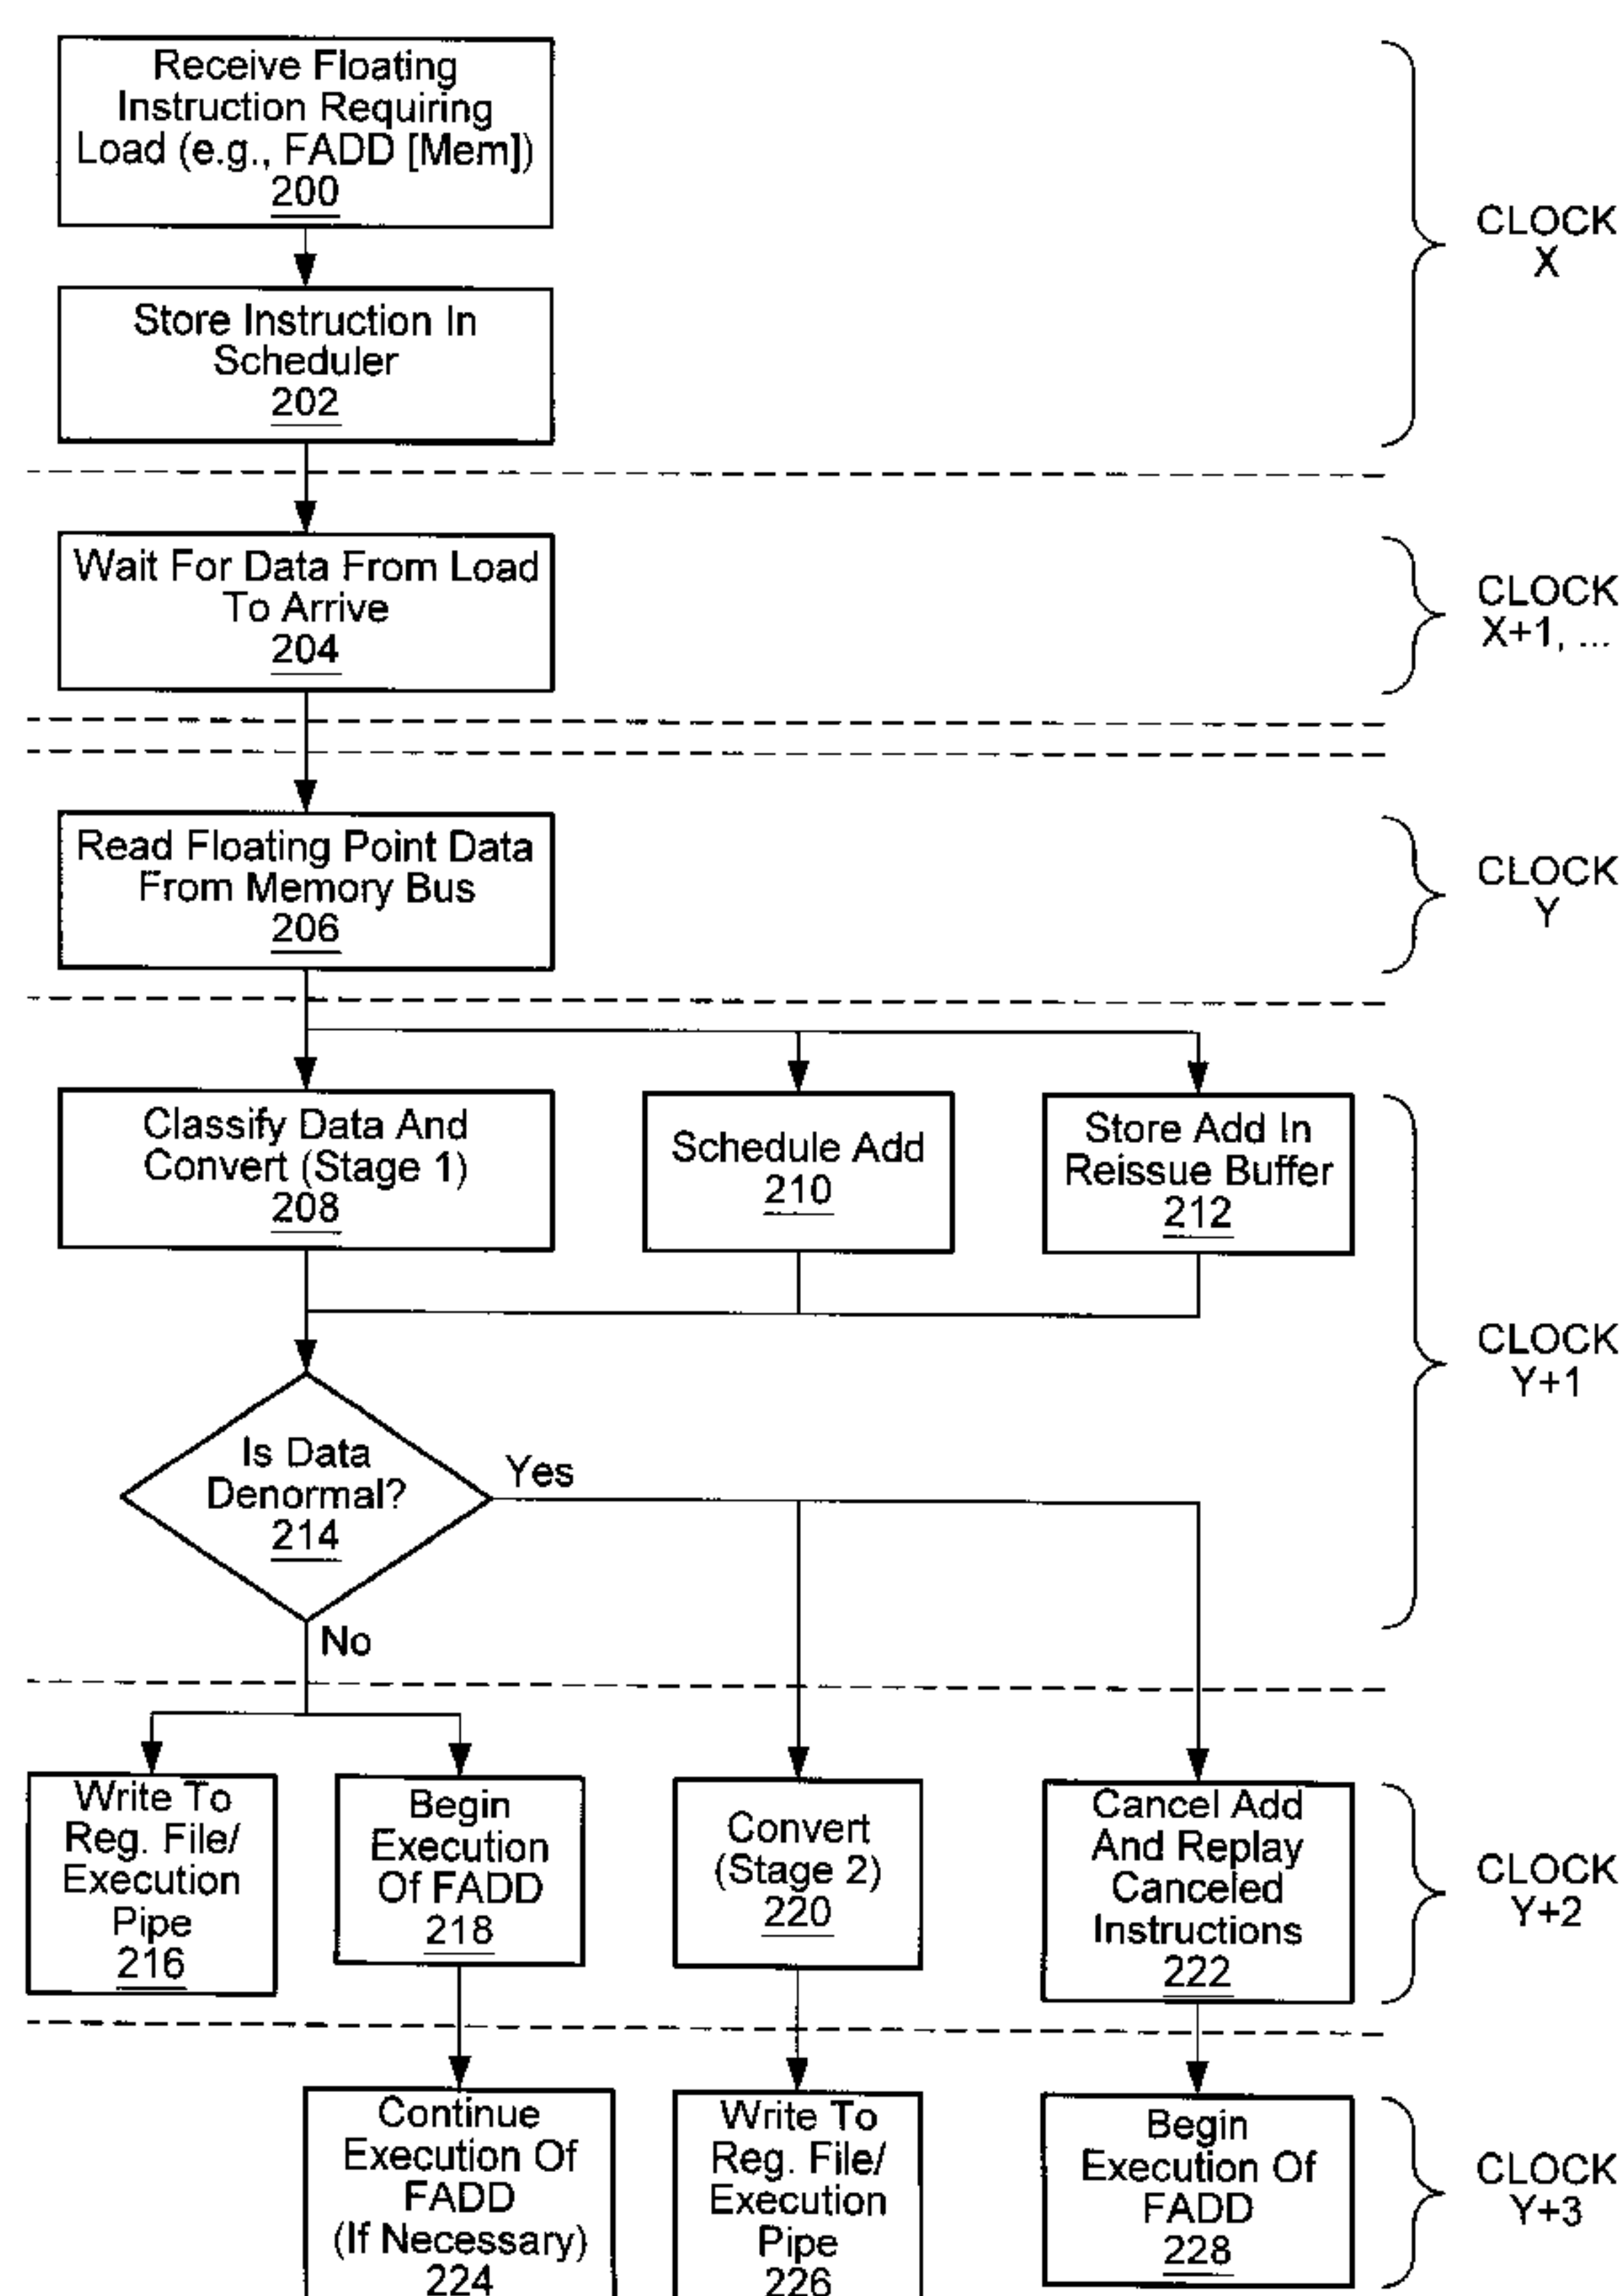 Receive Floating
Instruction Requiring
Load (e.g., FADD [Mem])
200
CLOCK
X
Store Instruction In
Scheduler
202
Wait For Data From Load
To Arrive
204
CLOCK
X+1, ...
Read Floating Point Data
From Memory Bus
206
CLOCK
Y
Classify Data And
Convert (Stage 1)
208
Schedule Add
210
Store Add In
Reissue Buffer
212
CLOCK
Y+1
Is Data
Denormal?
214
Yes
No
Write To
Reg. File/
Execution
Pipe
216
Begin
Execution
Of FADD
218
Convert
(Stage 2)
220
Cancel Add
And Replay
Canceled
Instructions
222
CLOCK
Y+2
Continue
Execution Of
FADD
(If Necessary)
224
Write To
Reg. File/
Execution
Pipe
226
Begin
Execution Of
FADD
228
CLOCK
Y+3